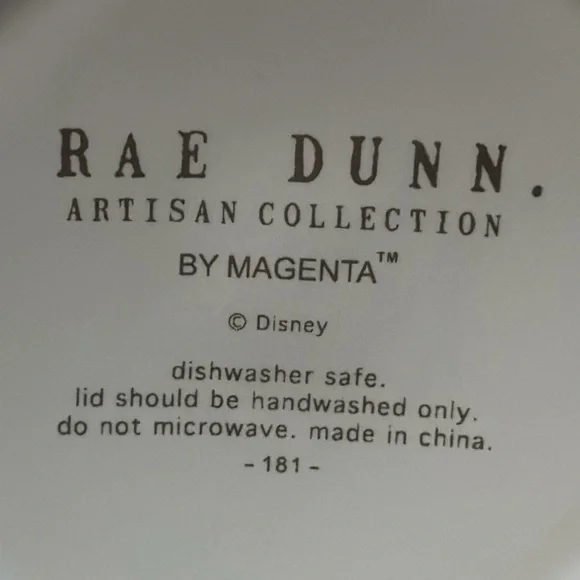 RAE DUNN.
ARTISAN COLLECTION
BY MAGENTA™
© Disney
dishwasher safe.
lid should be handwashed only.
do not microwave. made in china.
- 181 -